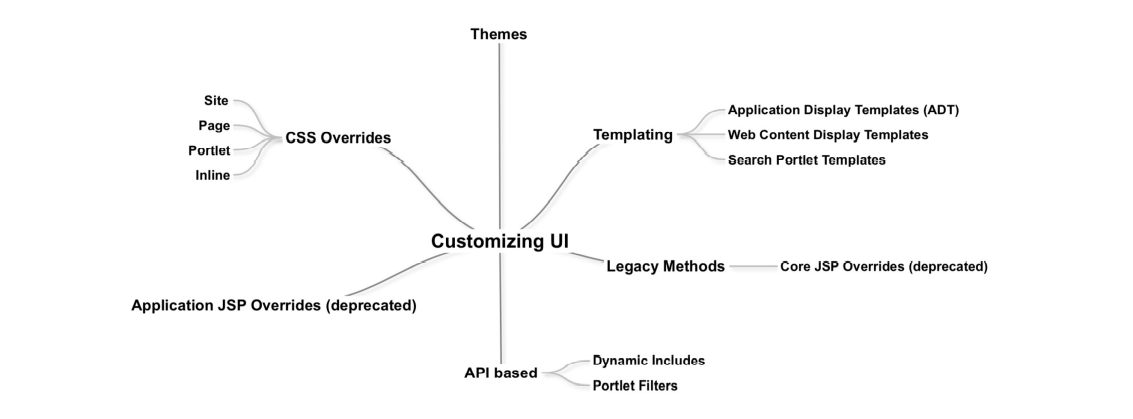 Themes
Site
Page
Portlet
Inline
CSS Overrides
Templating
Application Display Templates (ADT)
Web Content Display Templates
Search Portlet Templates
Customizing UI
Legacy Methods
Core JSP Overrides (deprecated)
Application JSP Overrides (deprecated)
API based
Dynamic Includes
Portlet Filters